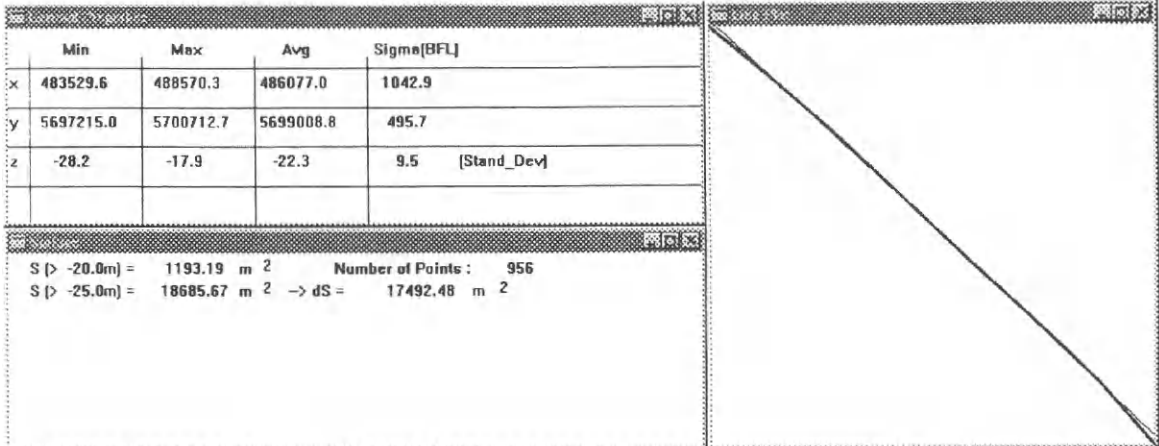 Min Max Avg Sigma(BFL)
x 483529.6 488570.3 486077.0 1042.9
y 5697215.0 5700712.7 5699008.8 495.7
z -28.2 -17.9 -22.3 9.5 (Stand_Dev)
S (> -20.0m) = 1193.19 m 2 Number of Points : 956
S (> -25.0m) = 18685.67 m 2 -> dS = 17492.48 m 2